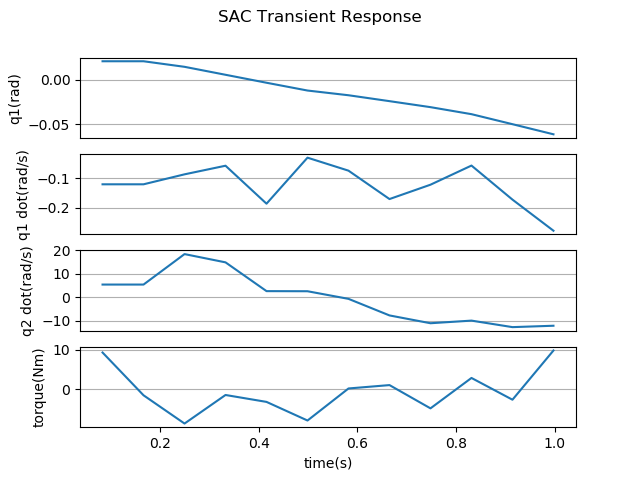 SAC Transient Response
0.00
−0.05
q1(rad)
−0.1
−0.2
q1 dot(rad/s)
20
10
0
−10
q2 dot(rad/s)
10
0
torque(Nm)
0.2 0.4 0.6 0.8 1.0
time(s)